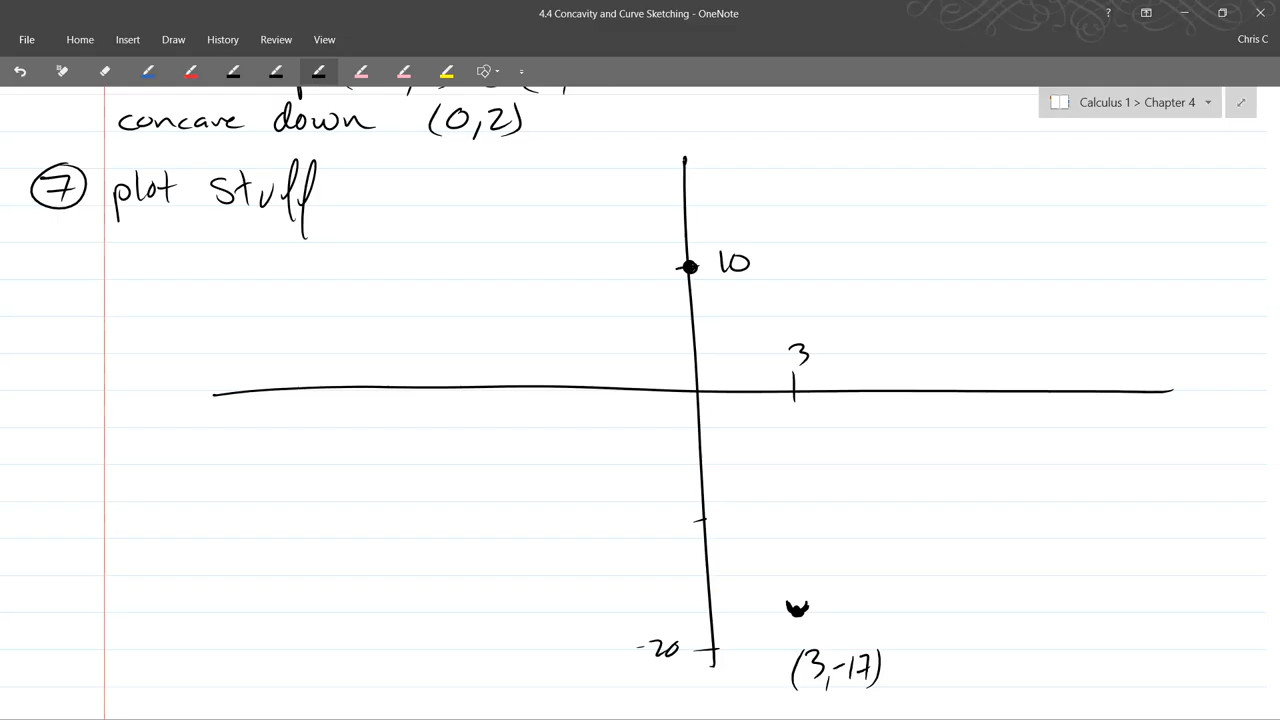 4.4 Concavity and Curve Sketching - OneNote
File Home Insert Draw History Review View Chris C
Calculus 1 > Chapter 4
concave down (0,2)
7 plot stuff
10
3
-20
(3,-17)